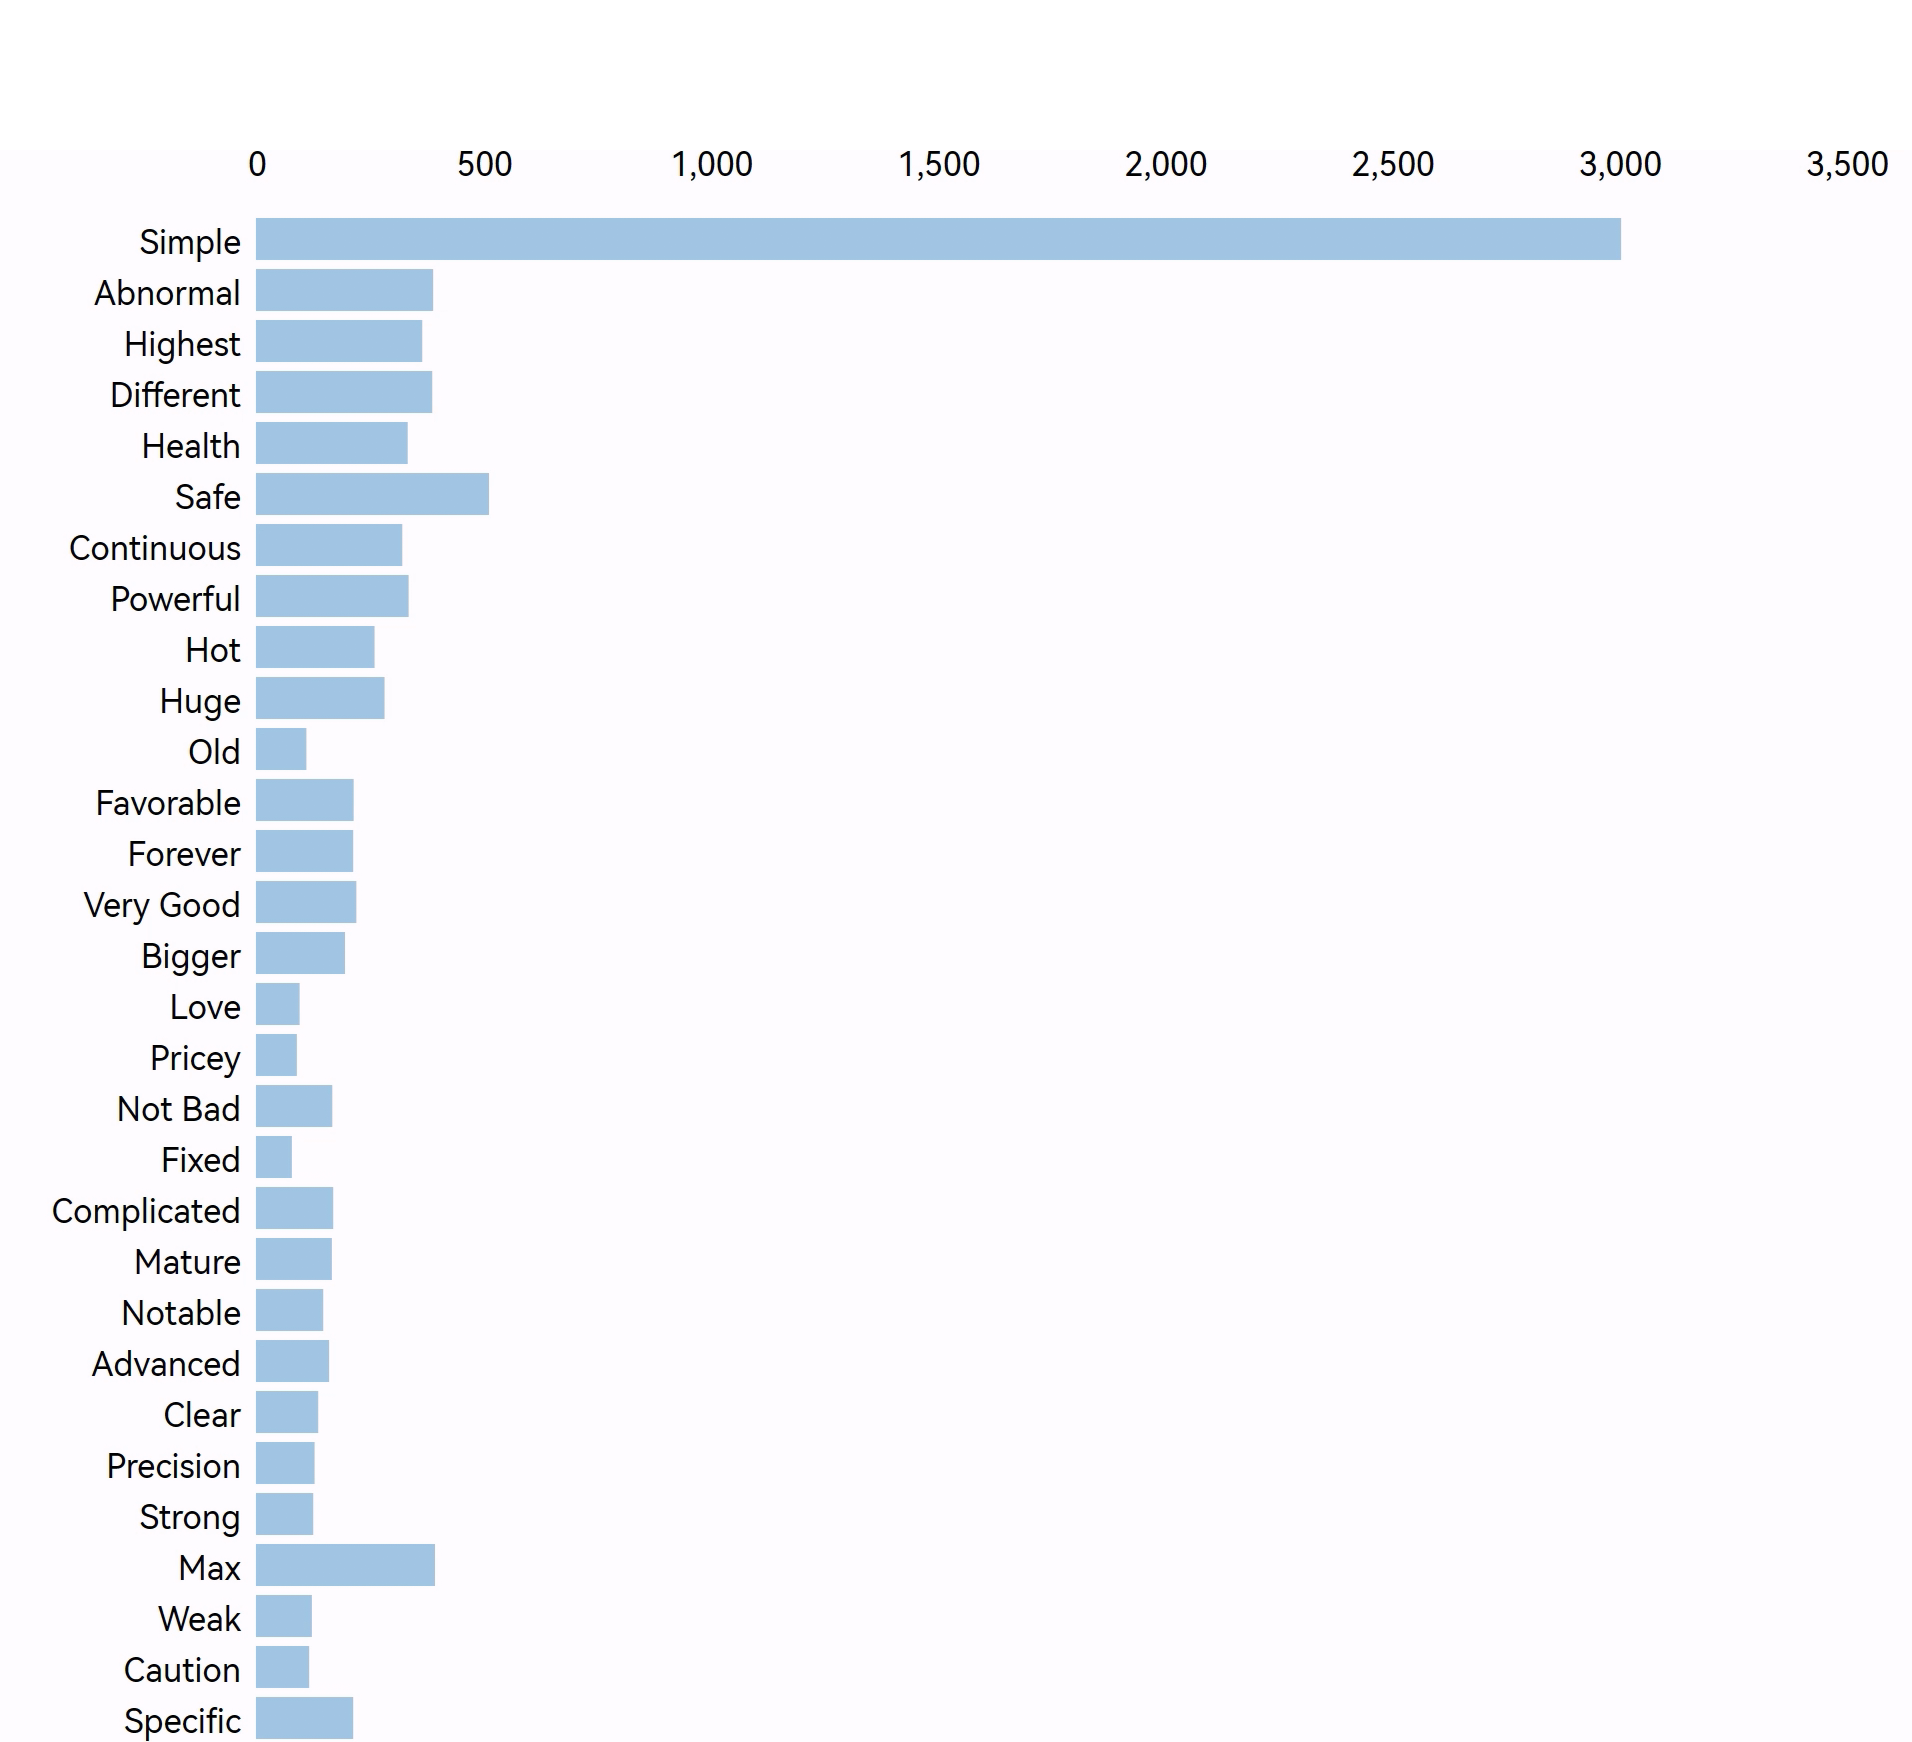 0 500 1,000 1,500 2,000 2,500 3,000 3,500
Simple
Abnormal
Highest
Different
Health
Safe
Continuous
Powerful
Hot
Huge
Old
Favorable
Forever
Very Good
Bigger
Love
Pricey
Not Bad
Fixed
Complicated
Mature
Notable
Advanced
Clear
Precision
Strong
Max
Weak
Caution
Specific